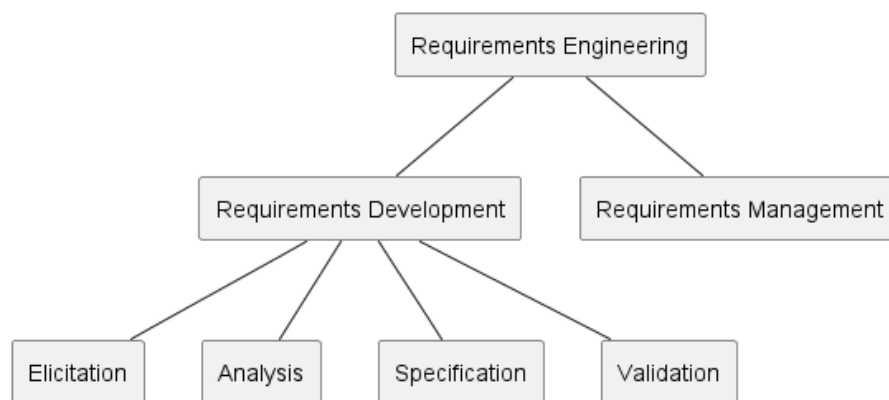 Requirements Engineering
Requirements Development
Requirements Management
Elicitation
Analysis
Specification
Validation